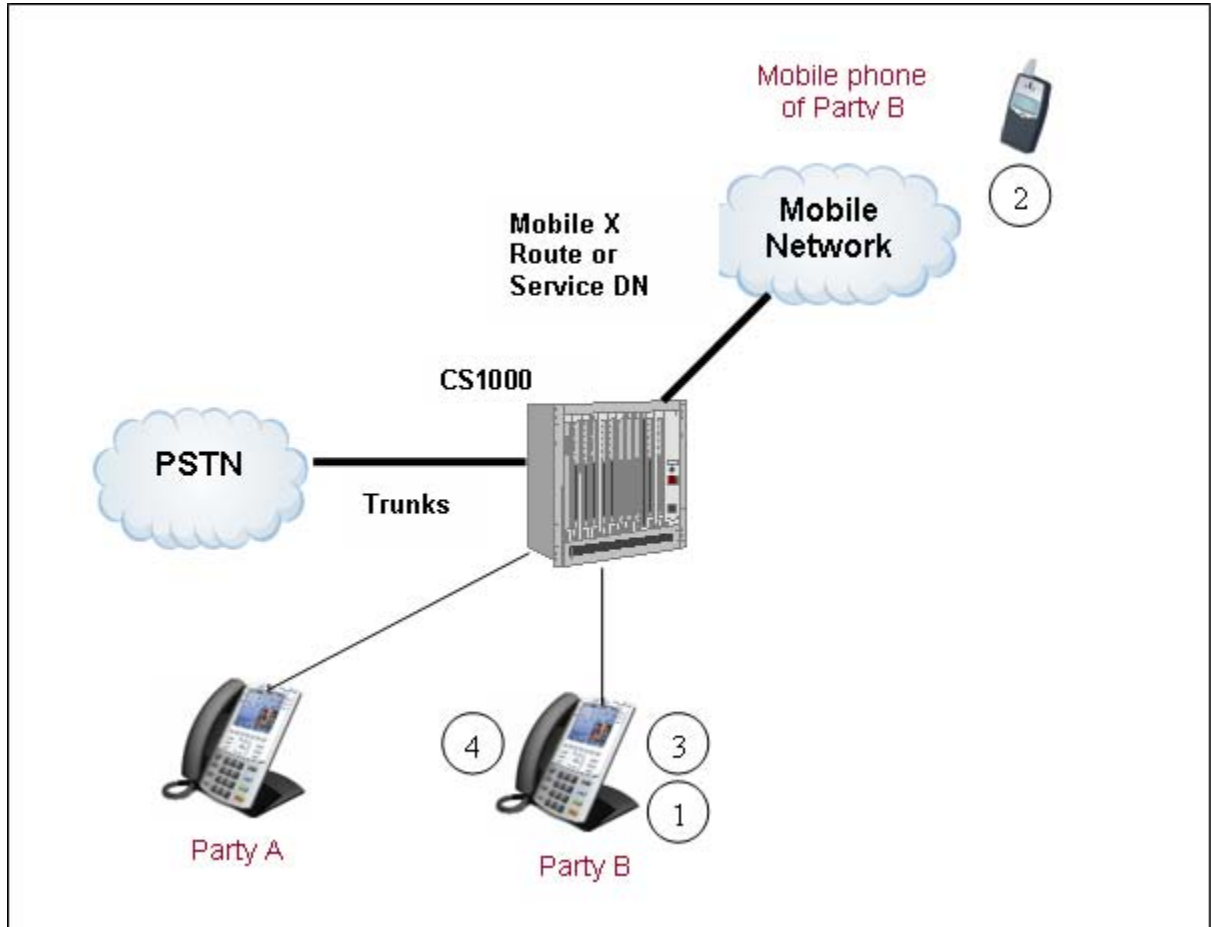 Mobile phone
of Party B
2
Mobile
Network
Mobile X
Route or
Service DN
CS1000
PSTN
Trunks
4
3
1
Party A
Party B